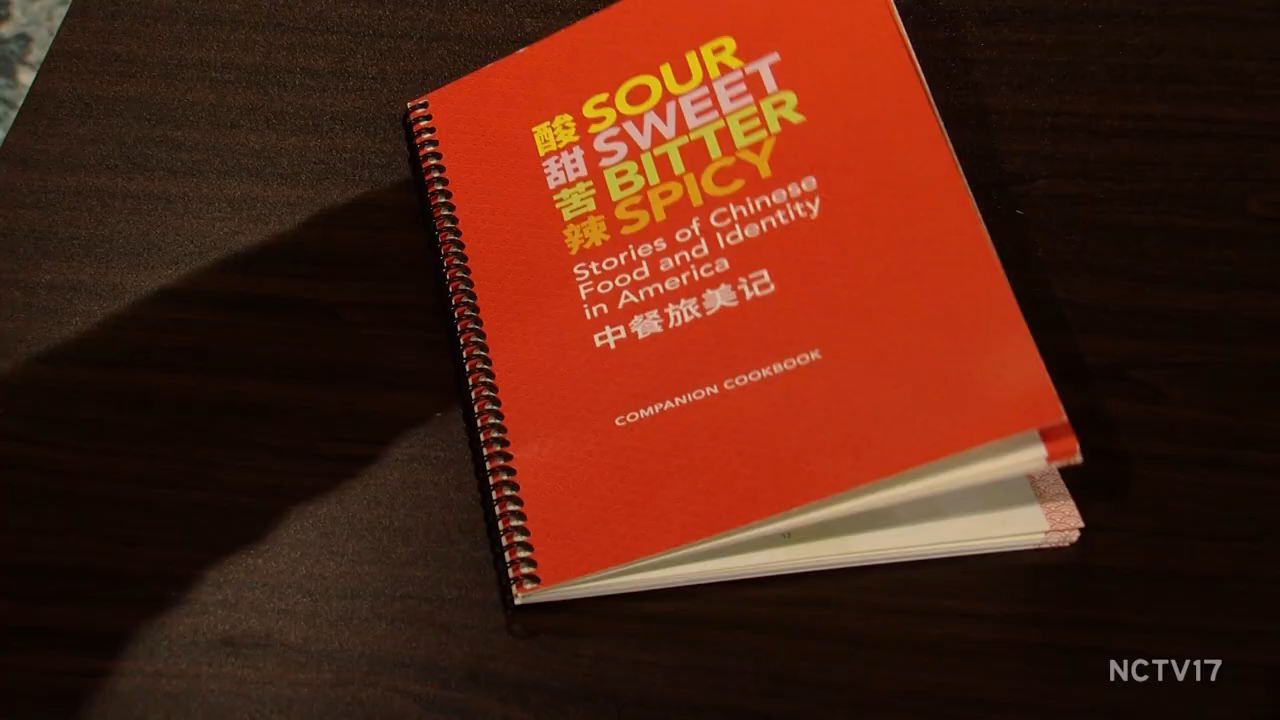 酸 SOUR
甜 SWEET
苦 BITTER
辣 SPICY
Stories of Chinese
Food and Identity
in America
中餐旅美记
COMPANION COOKBOOK
NCTV17